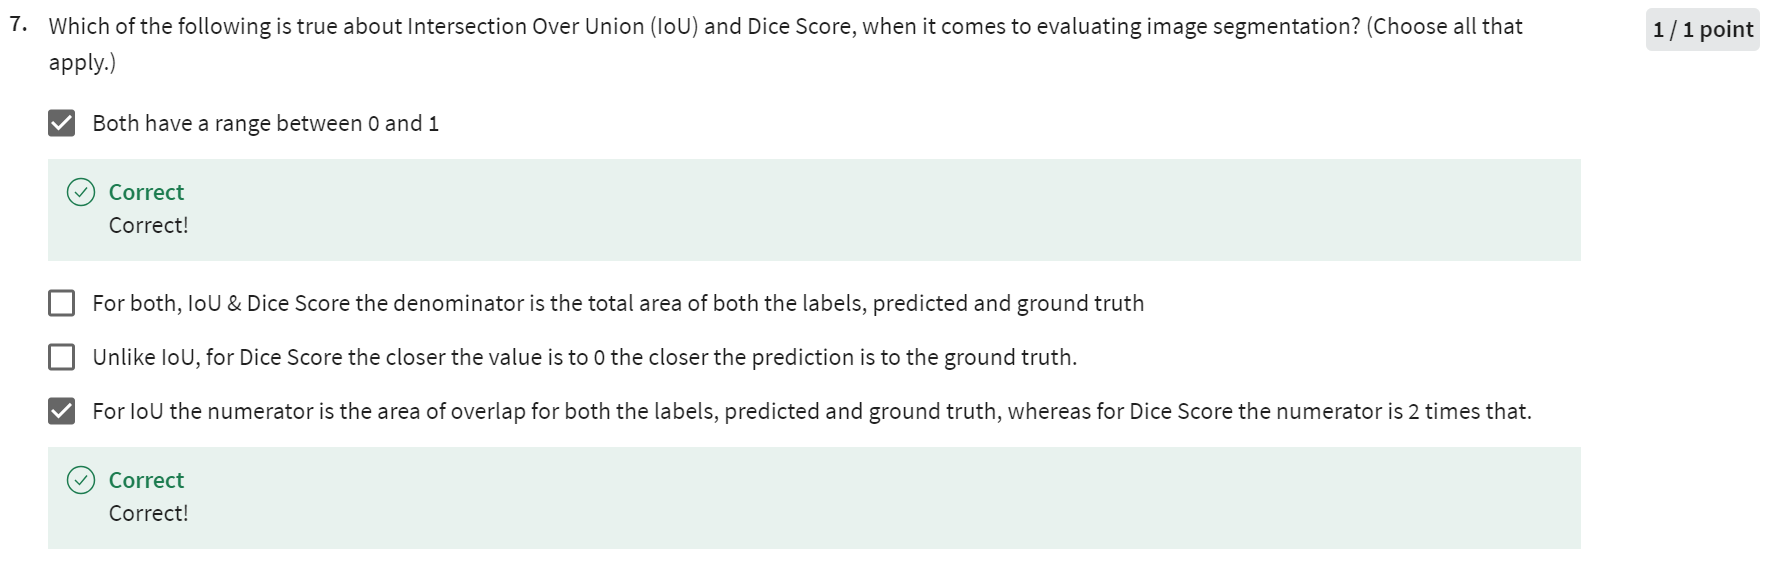 7. Which of the following is true about Intersection Over Union (IoU) and Dice Score, when it comes to evaluating image segmentation? (Choose all that
1 / 1 point
apply.)
Both have a range between 0 and 1
Correct
Correct!
For both, IoU & Dice Score the denominator is the total area of both the labels, predicted and ground truth
Unlike IoU, for Dice Score the closer the value is to 0 the closer the prediction is to the ground truth.
For IoU the numerator is the area of overlap for both the labels, predicted and ground truth, whereas for Dice Score the numerator is 2 times that.
Correct
Correct!